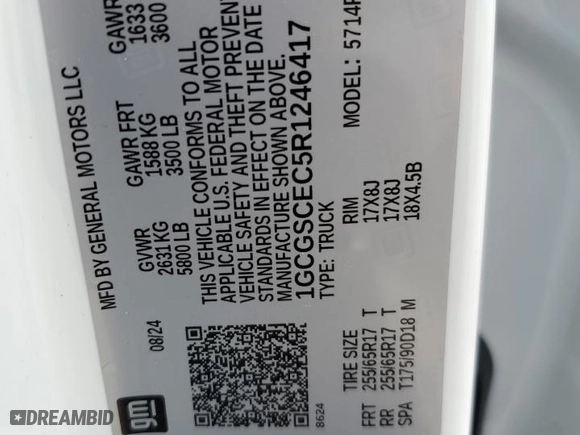 MFD BY GENERAL MOTORS LLC
08/24
GVWR
2631 KG
5800 LB
GAWR FRT
1588 KG
3500 LB
GAWR
1633
3600
THIS VEHICLE CONFORMS TO ALL
APPLICABLE U.S. FEDERAL MOTOR
VEHICLE SAFETY AND THEFT PREVENT
STANDARDS IN EFFECT ON THE DATE
MANUFACTURE SHOWN ABOVE.
1GCGSCEC5R1246417
TYPE: TRUCK
5714
gm
8624
TIRE SIZE RIM
FRT 255/65R17 T 17X8J
RR 255/65R17 T 17X8J
SPA T175/90D18 M 18X4.5B
DREAMBID